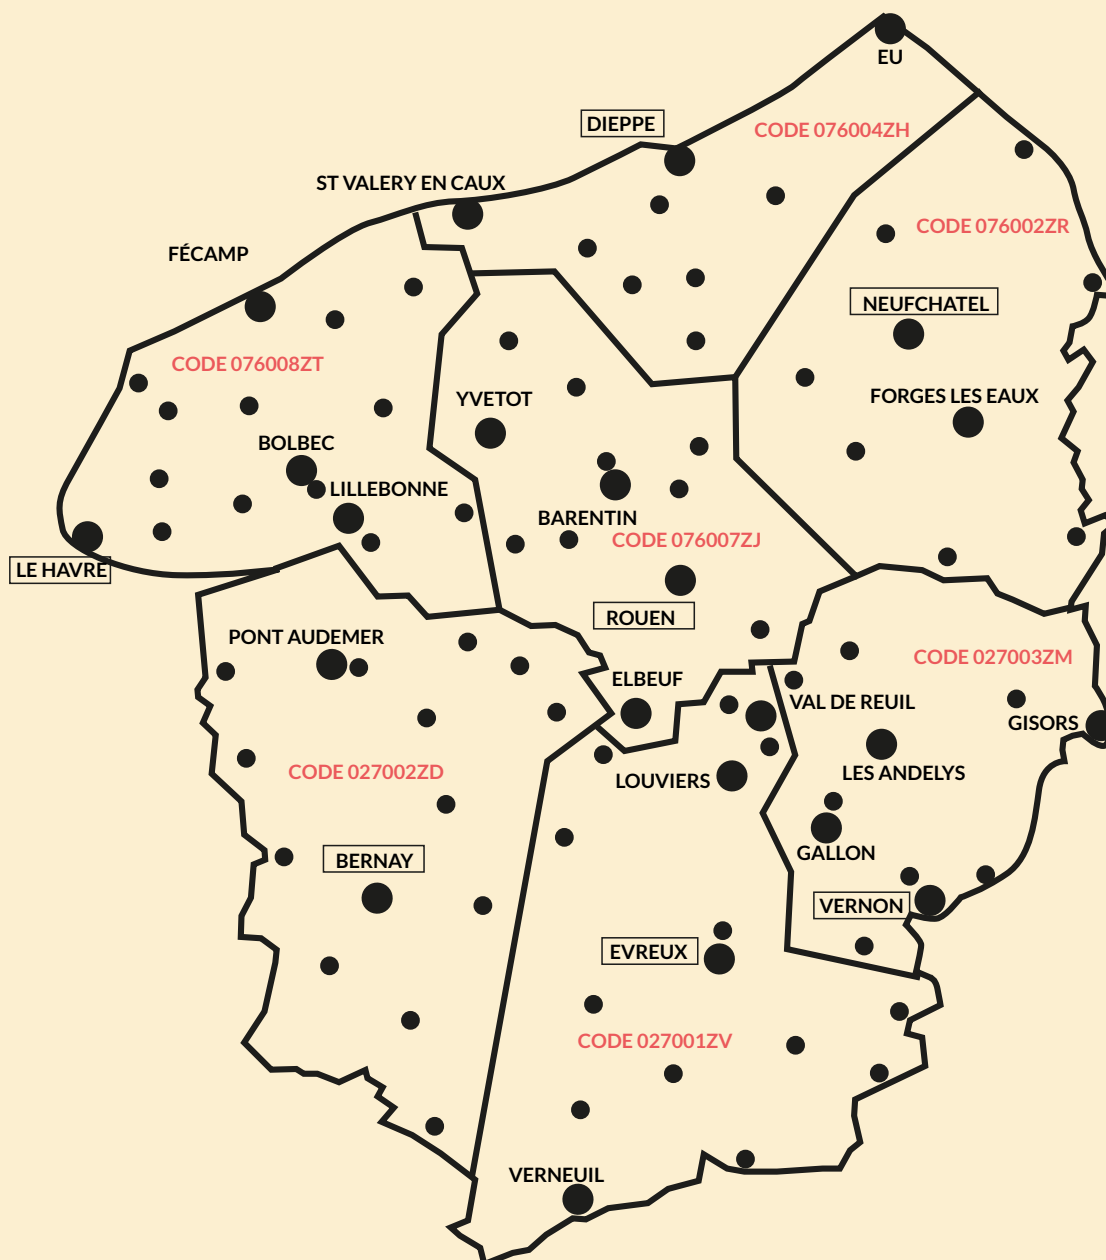 EU
DIEPPE
CODE 076004ZH
ST VALERY EN CAUX
CODE 076002ZR
FÉCAMP
NEUFCHATEL
CODE 076008ZT
YVETOT
FORGES LES EAUX
BOLBEC
LILLEBONNE
BARENTIN
CODE 076007ZJ
LE HAVRE
ROUEN
PONT AUDEMER
CODE 027003ZM
ELBEUF
VAL DE REUIL
GISORS
CODE 027002ZD
LOUVIERS
LES ANDELYS
GALLON
BERNAY
VERNON
EVREUX
CODE 027001ZV
VERNEUIL